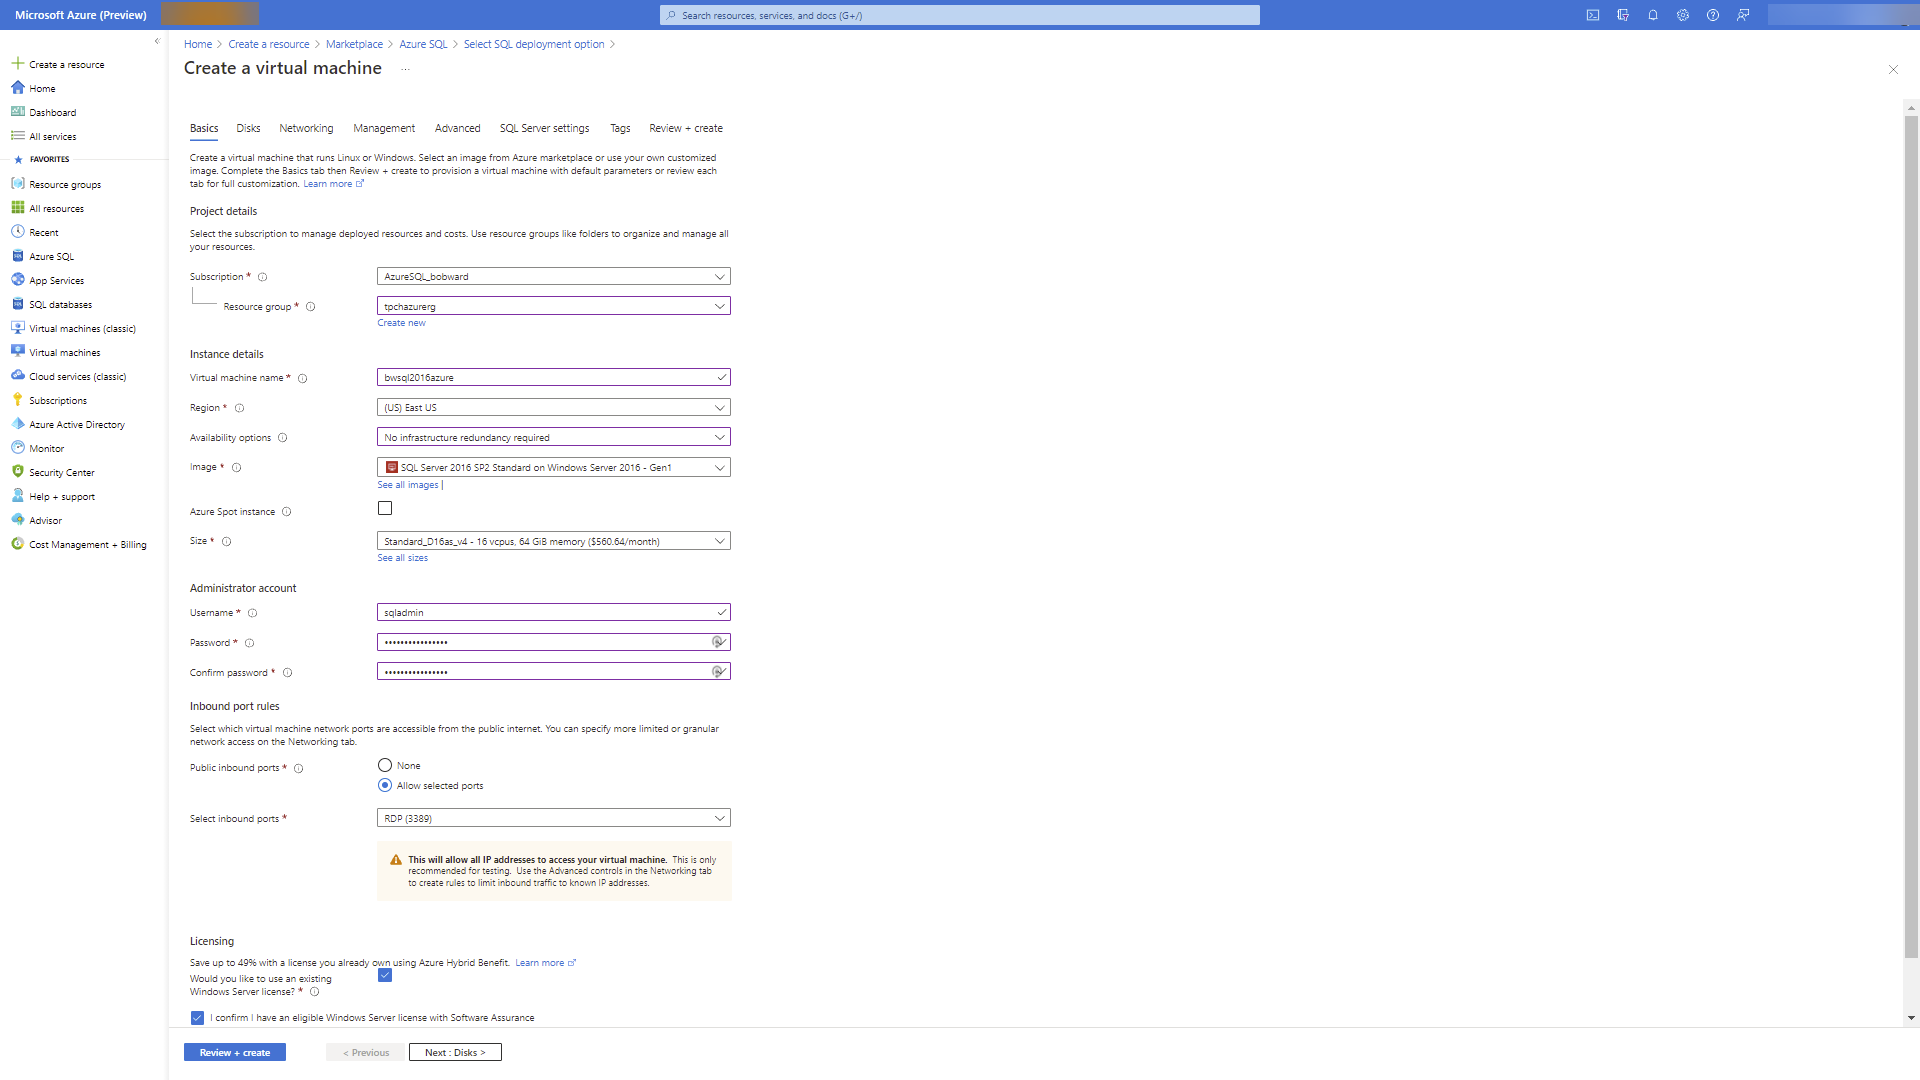 Microsoft Azure (Preview)
Search resources, services, and docs (G+/)
Create a resource
Home
Dashboard
All services
FAVORITES
Resource groups
All resources
Recent
Azure SQL
App Services
SQL databases
Virtual machines (classic)
Virtual machines
Cloud services (classic)
Subscriptions
Azure Active Directory
Monitor
Security Center
Help + support
Advisor
Cost Management + Billing
Home > Create a resource > Marketplace > Azure SQL > Select SQL deployment option >
Create a virtual machine ...
Basics Disks Networking Management Advanced SQL Server settings Tags Review + create
Create a virtual machine that runs Linux or Windows. Select an image from Azure marketplace or use your own customized
image. Complete the Basics tab then Review + create to provision a virtual machine with default parameters or review each
tab for full customization. Learn more
Project details
Select the subscription to manage deployed resources and costs. Use resource groups like folders to organize and manage all
your resources.
Subscription * AzureSQL_bobward
Resource group * tpchazurerg
Create new
Instance details
Virtual machine name * bwsql2016azure
Region * (US) East US
Availability options No infrastructure redundancy required
Image * SQL Server 2016 SP2 Standard on Windows Server 2016 - Gen1
See all images |
Azure Spot instance
Size * Standard_D16as_v4 - 16 vcpus, 64 GiB memory ($560.64/month)
See all sizes
Administrator account
Username * sqladmin
Password * ••••••••••••••••
Confirm password * ••••••••••••••••
Inbound port rules
Select which virtual machine network ports are accessible from the public internet. You can specify more limited or granular
network access on the Networking tab.
Public inbound ports * None
Allow selected ports
Select inbound ports * RDP (3389)
This will allow all IP addresses to access your virtual machine. This is only
recommended for testing. Use the Advanced controls in the Networking tab
to create rules to limit inbound traffic to known IP addresses.
Licensing
Save up to 49% with a license you already own using Azure Hybrid Benefit. Learn more
Would you like to use an existing
Windows Server license? *
I confirm I have an eligible Windows Server license with Software Assurance
Review + create < Previous Next : Disks >